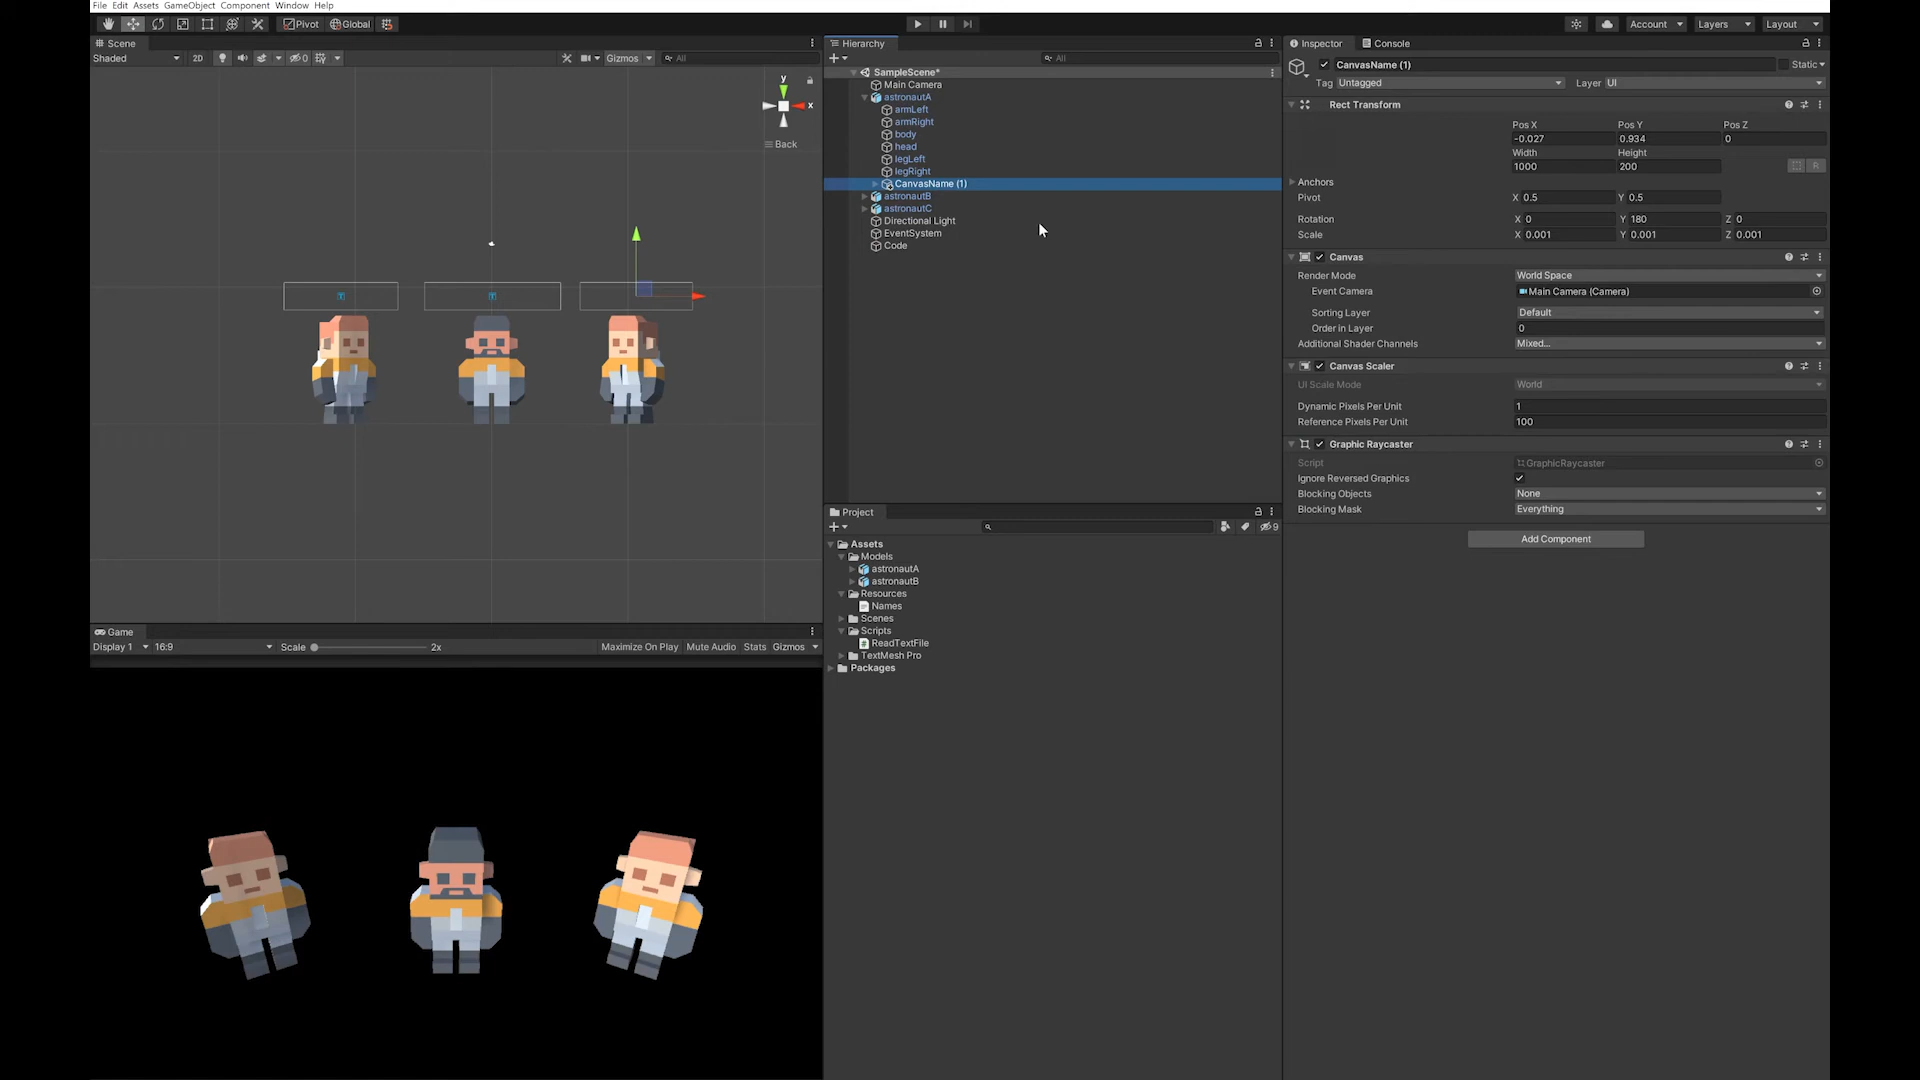 File Edit Assets GameObject Component Window Help
Pivot Global Account Layers Layout
Scene
Shaded 2D 0 Gizmos All
y
x
Back
Hierarchy
All
SampleScene*
Main Camera
astronautA
armLeft
armRight
body
head
legLeft
legRight
CanvasName (1)
astronautB
astronautC
Directional Light
EventSystem
Code
Game
Display 1 16:9 Scale 2x Maximize On Play Mute Audio Stats Gizmos
Project
9
Assets
Models
astronautA
astronautB
Resources
Names
Scenes
Scripts
ReadTextFile
TextMesh Pro
Packages
Inspector Console
CanvasName (1) Static
Tag Untagged Layer UI
Rect Transform
Pos X Pos Y Pos Z
-0.027 0.934 0
Width Height
1000 200 R
Anchors
Pivot X 0.5 Y 0.5
Rotation X 0 Y 180 Z 0
Scale X 0.001 Y 0.001 Z 0.001
Canvas
Render Mode World Space
Event Camera Main Camera (Camera)
Sorting Layer Default
Order in Layer 0
Additional Shader Channels Mixed...
Canvas Scaler
UI Scale Mode World
Dynamic Pixels Per Unit 1
Reference Pixels Per Unit 100
Graphic Raycaster
Script GraphicRaycaster
Ignore Reversed Graphics
Blocking Objects None
Blocking Mask Everything
Add Component